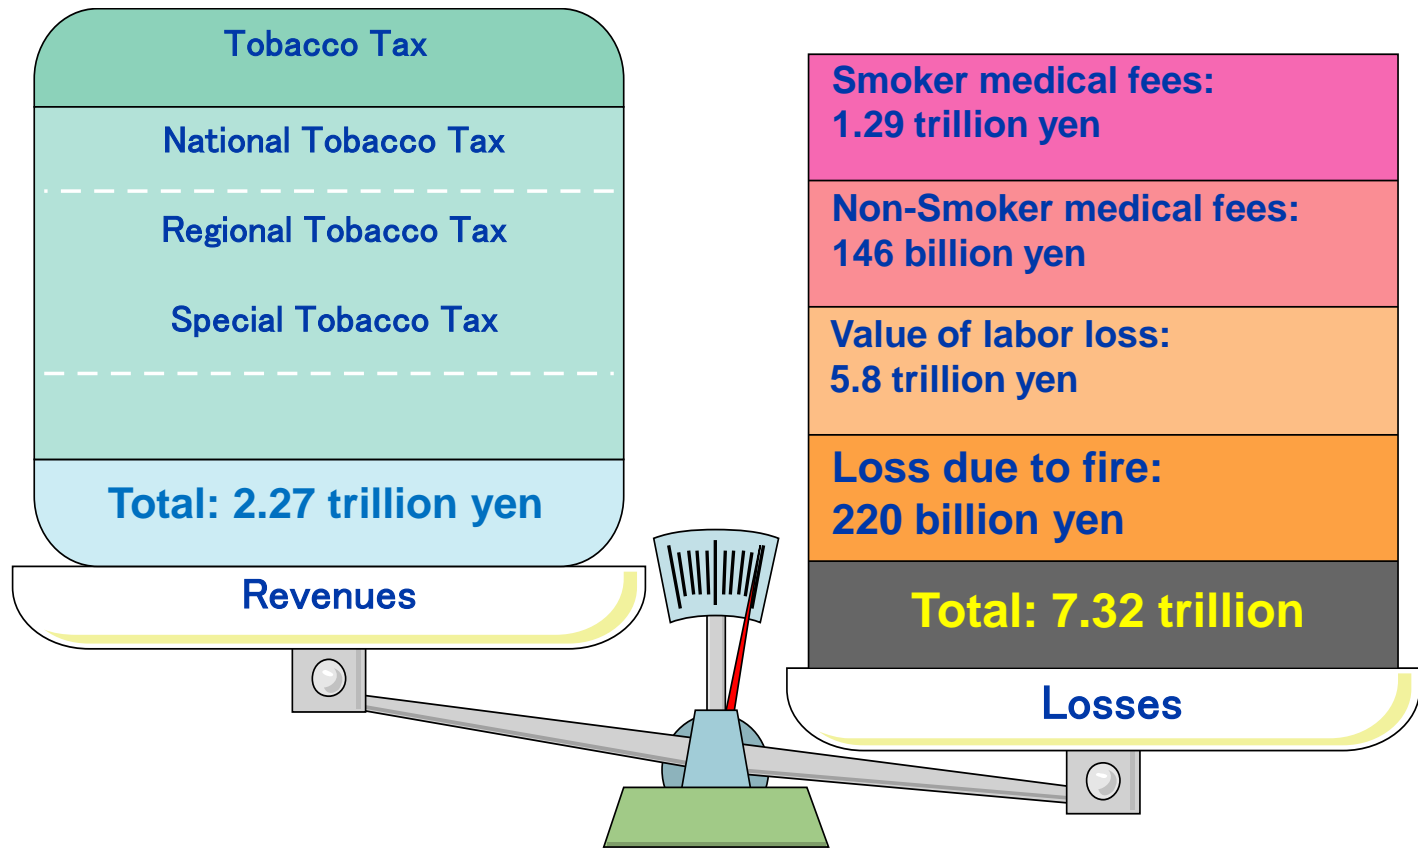 Tobacco Tax
National Tobacco Tax
Regional Tobacco Tax
Special Tobacco Tax
Total: 2.27 trillion yen
Revenues
Smoker medical fees:
1.29 trillion yen
Non-Smoker medical fees:
146 billion yen
Value of labor loss:
5.8 trillion yen
Loss due to fire:
220 billion yen
Total: 7.32 trillion
Losses